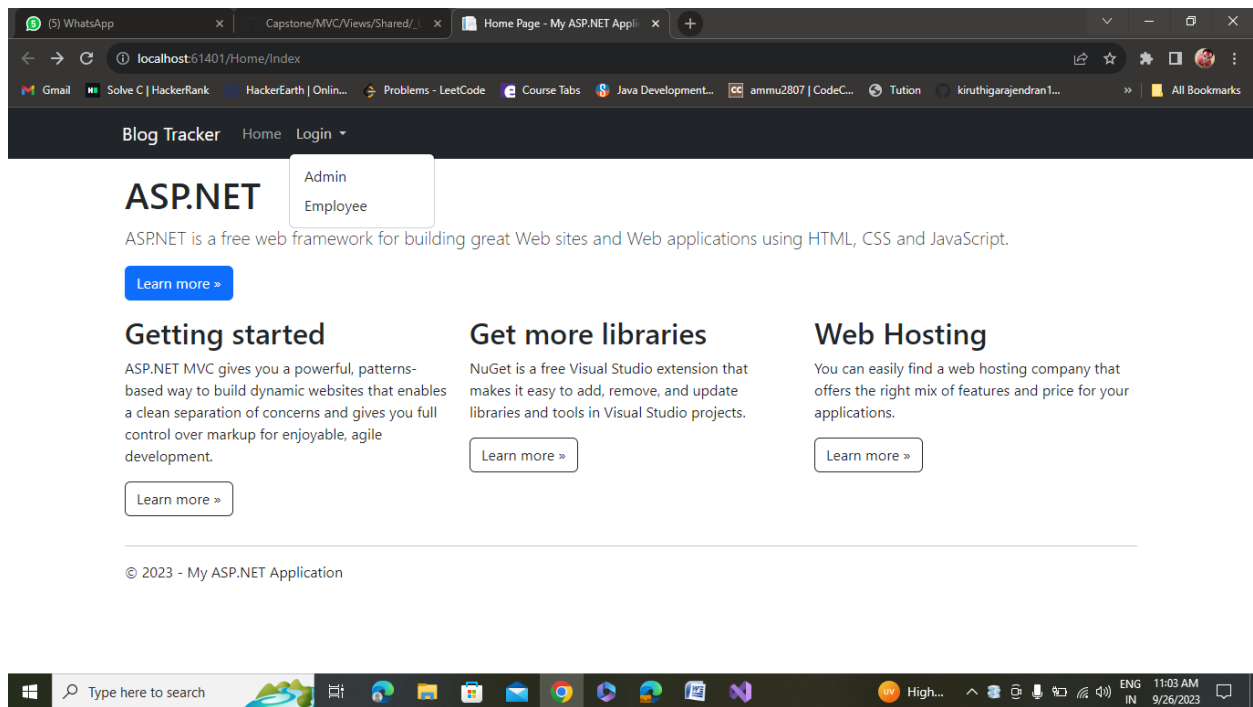 (5) WhatsApp
Capstone/MVC/Views/Shared/_
Home Page - My ASP.NET Appli
localhost:61401/Home/Index
Gmail
Solve C | HackerRank
HackerEarth | Onlin...
Problems - LeetCode
Course Tabs
Java Development...
ammu2807 | CodeC...
Tution
kiruthigarajendran1...
»
All Bookmarks
Blog Tracker Home Login
Admin
Employee
ASP.NET
ASP.NET is a free web framework for building great Web sites and Web applications using HTML, CSS and JavaScript.
Learn more »
Getting started
ASP.NET MVC gives you a powerful, patterns-
based way to build dynamic websites that enables
a clean separation of concerns and gives you full
control over markup for enjoyable, agile
development.
Learn more »
Get more libraries
NuGet is a free Visual Studio extension that
makes it easy to add, remove, and update
libraries and tools in Visual Studio projects.
Learn more »
Web Hosting
You can easily find a web hosting company that
offers the right mix of features and price for your
applications.
Learn more »
© 2023 - My ASP.NET Application
Type here to search
UV
High...
ENG
IN
11:03 AM
9/26/2023